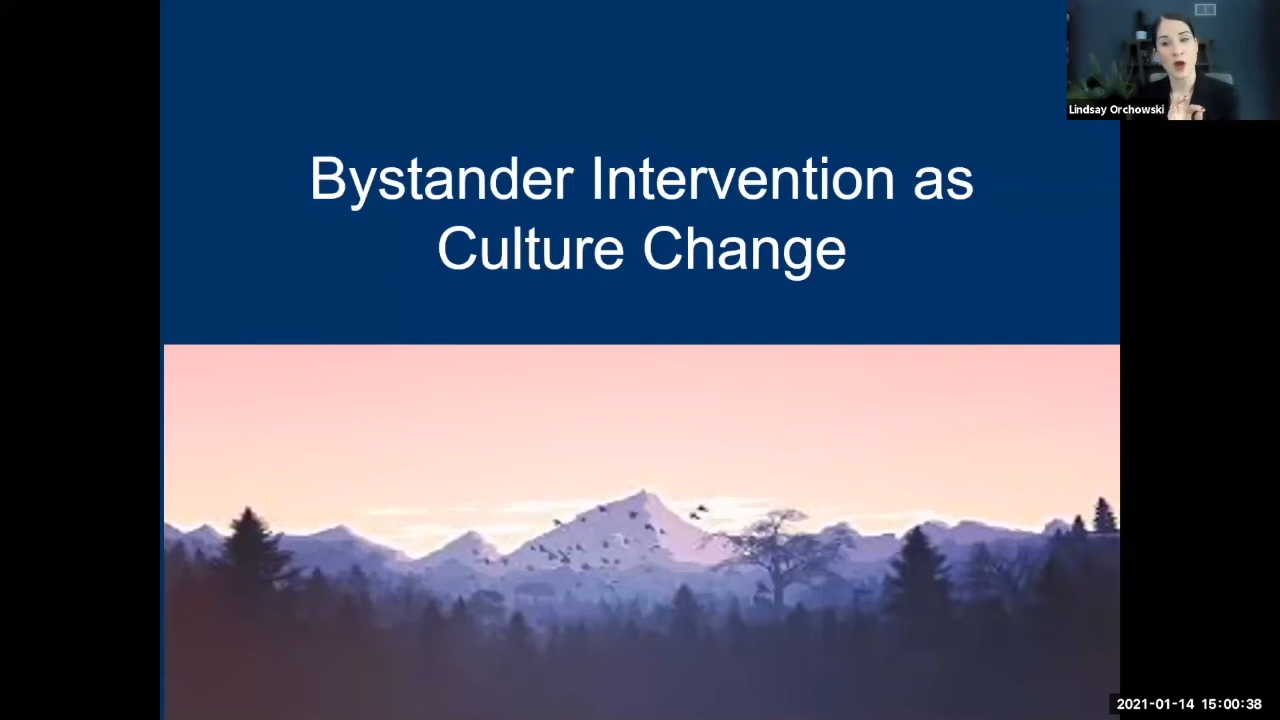 Lindsay Orchowski
Bystander Intervention as
Culture Change
2021-01-14 15:00:38